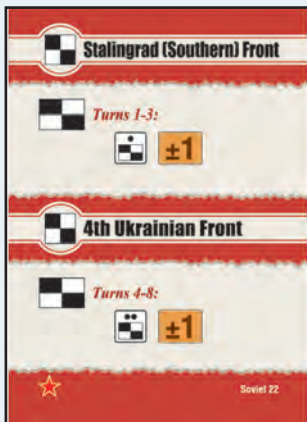 Stalingrad (Southern) Front
Turns 1-3:
±1
4th Ukrainian Front
Turns 4-8:
±1
Soviet 22